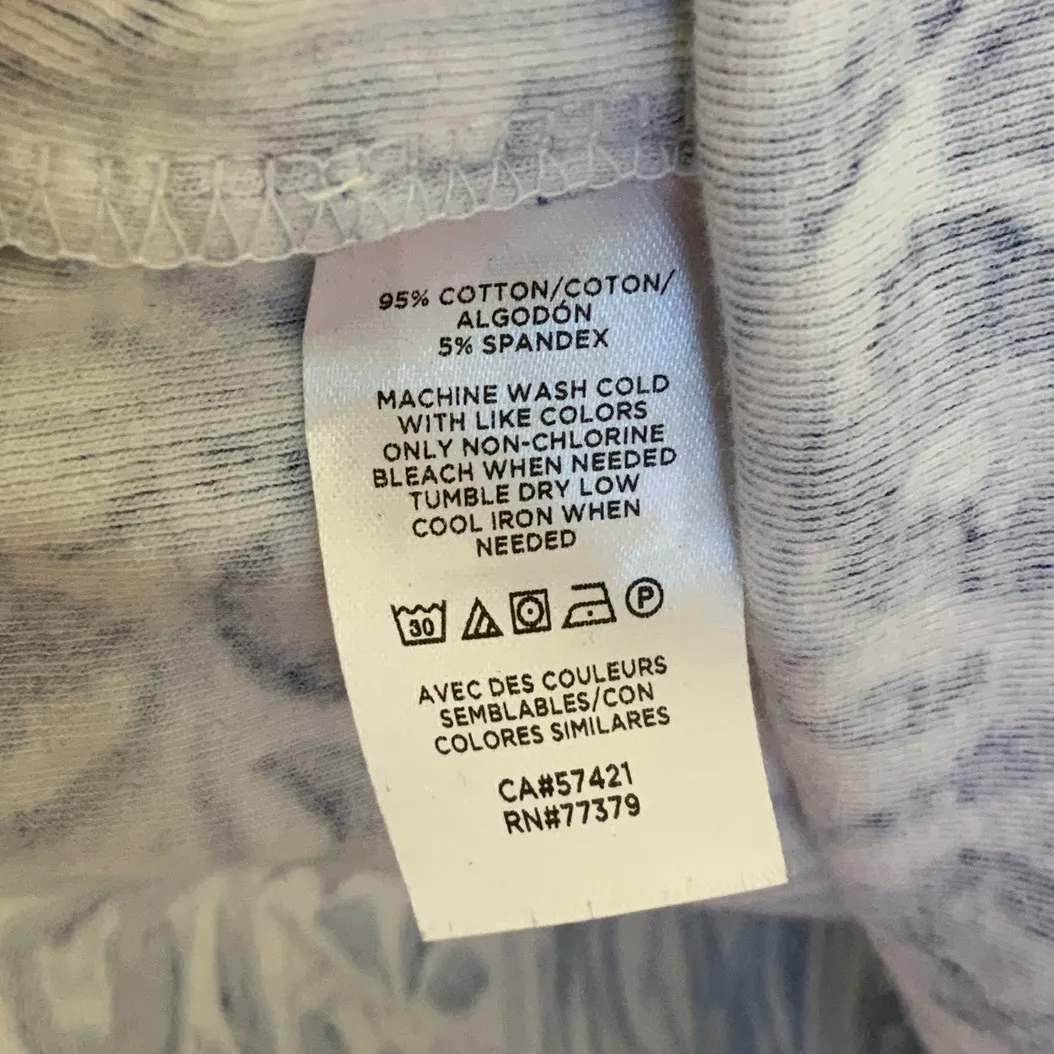 95% COTTON/COTON/
ALGODÓN
5% SPANDEX
MACHINE WASH COLD
WITH LIKE COLORS
ONLY NON-CHLORINE
BLEACH WHEN NEEDED
TUMBLE DRY LOW
COOL IRON WHEN
NEEDED
30 P
AVEC DES COULEURS
SEMBLABLES/CON
COLORES SIMILARES
CA#57421
RN#77379